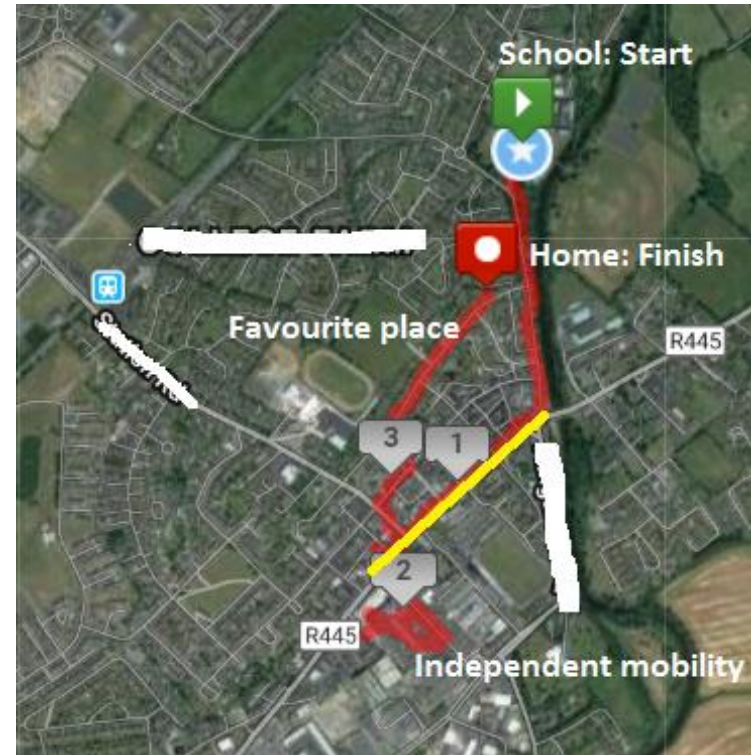 School: Start
Home: Finish
Favourite place
R445
3
1
2
R445
Independent mobility